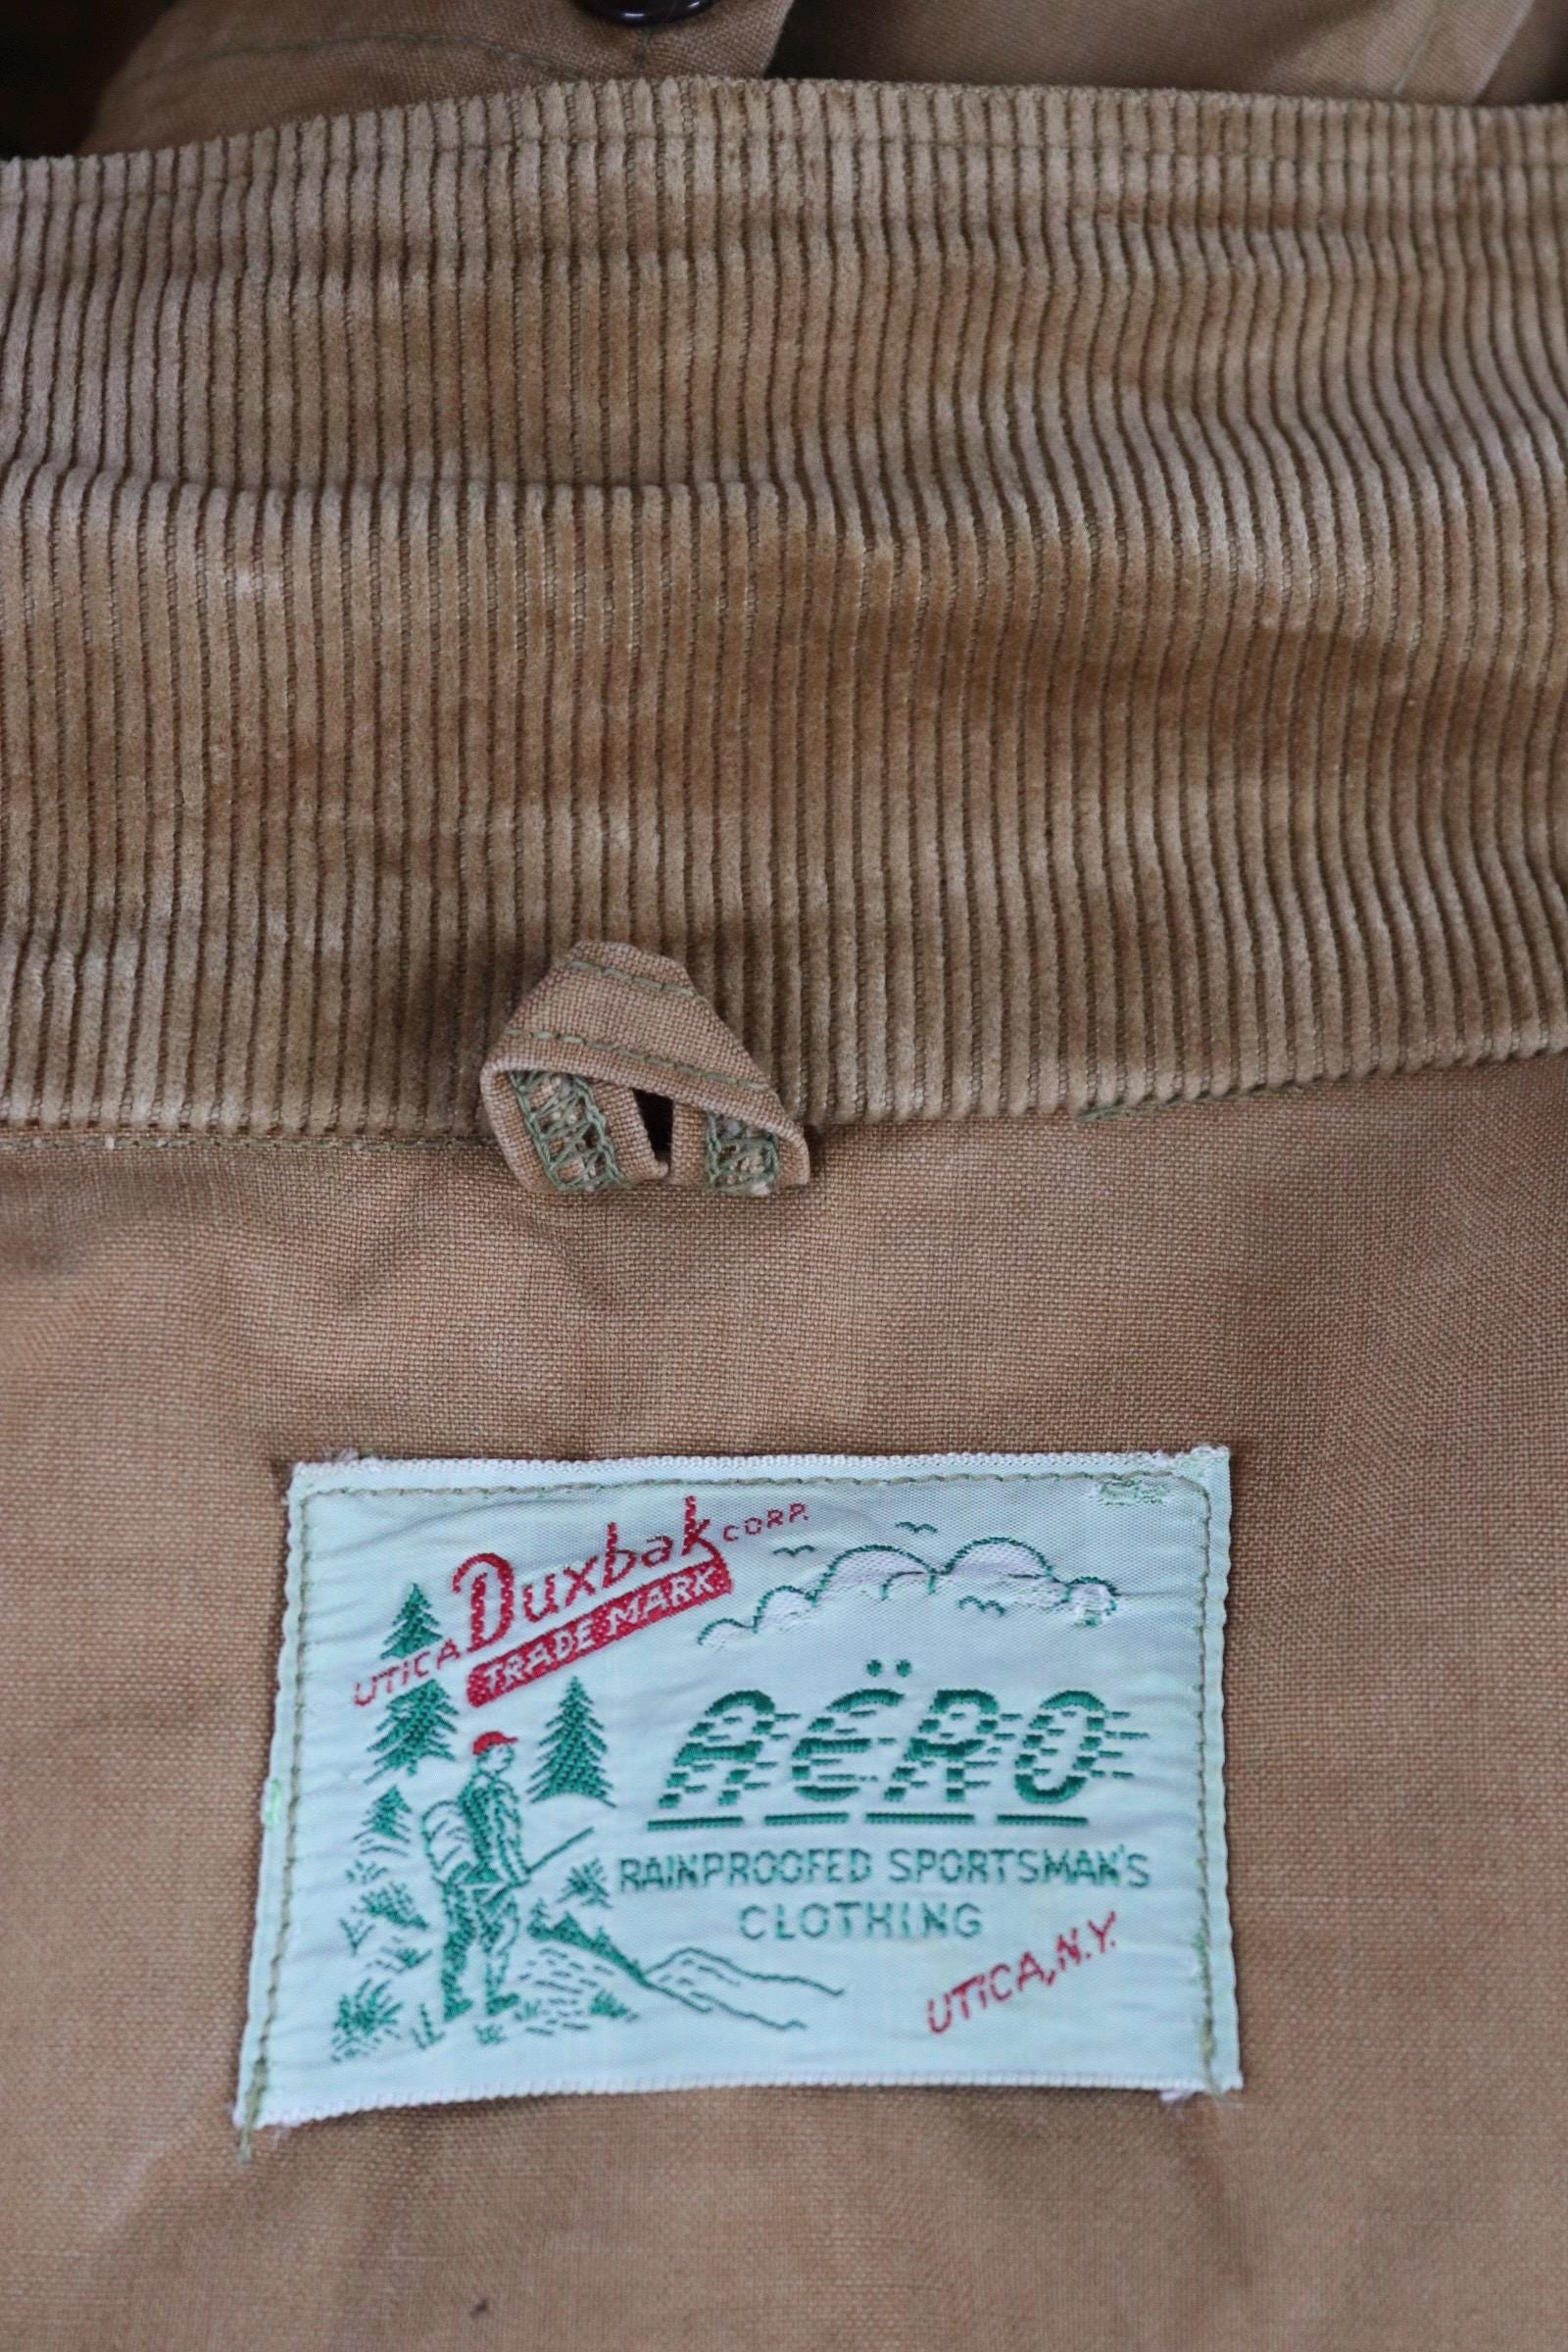 UTICA Duxbak CORP.
TRADE MARK
AËRO
RAINPROOFED SPORTSMAN'S
CLOTHING
UTICA, N.Y.